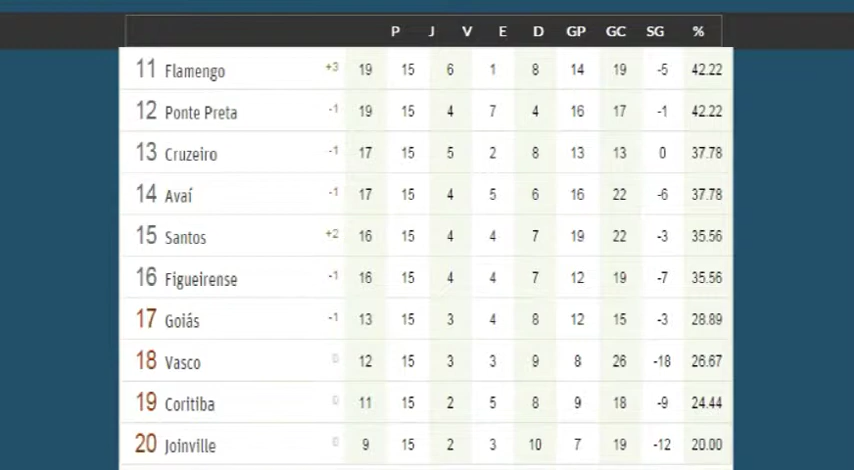 P J V E D GP GC SG %
11 Flamengo +3 19 15 6 1 8 14 19 -5 42.22
12 Ponte Preta -1 19 15 4 7 4 16 17 -1 42.22
13 Cruzeiro -1 17 15 5 2 8 13 13 0 37.78
14 Avaí -1 17 15 4 5 6 16 22 -6 37.78
15 Santos +2 16 15 4 4 7 19 22 -3 35.56
16 Figueirense -1 16 15 4 4 7 12 19 -7 35.56
17 Goiás -1 13 15 3 4 8 12 15 -3 28.89
18 Vasco 0 12 15 3 3 9 8 26 -18 26.67
19 Coritiba 0 11 15 2 5 8 9 18 -9 24.44
20 Joinville 0 9 15 2 3 10 7 19 -12 20.00